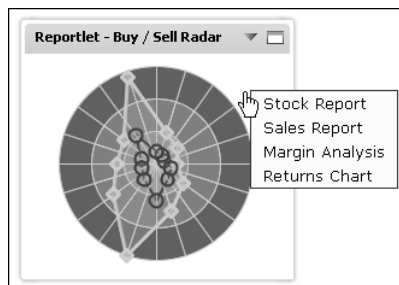 Reportlet - Buy / Sell Radar
Stock Report
Sales Report
Margin Analysis
Returns Chart